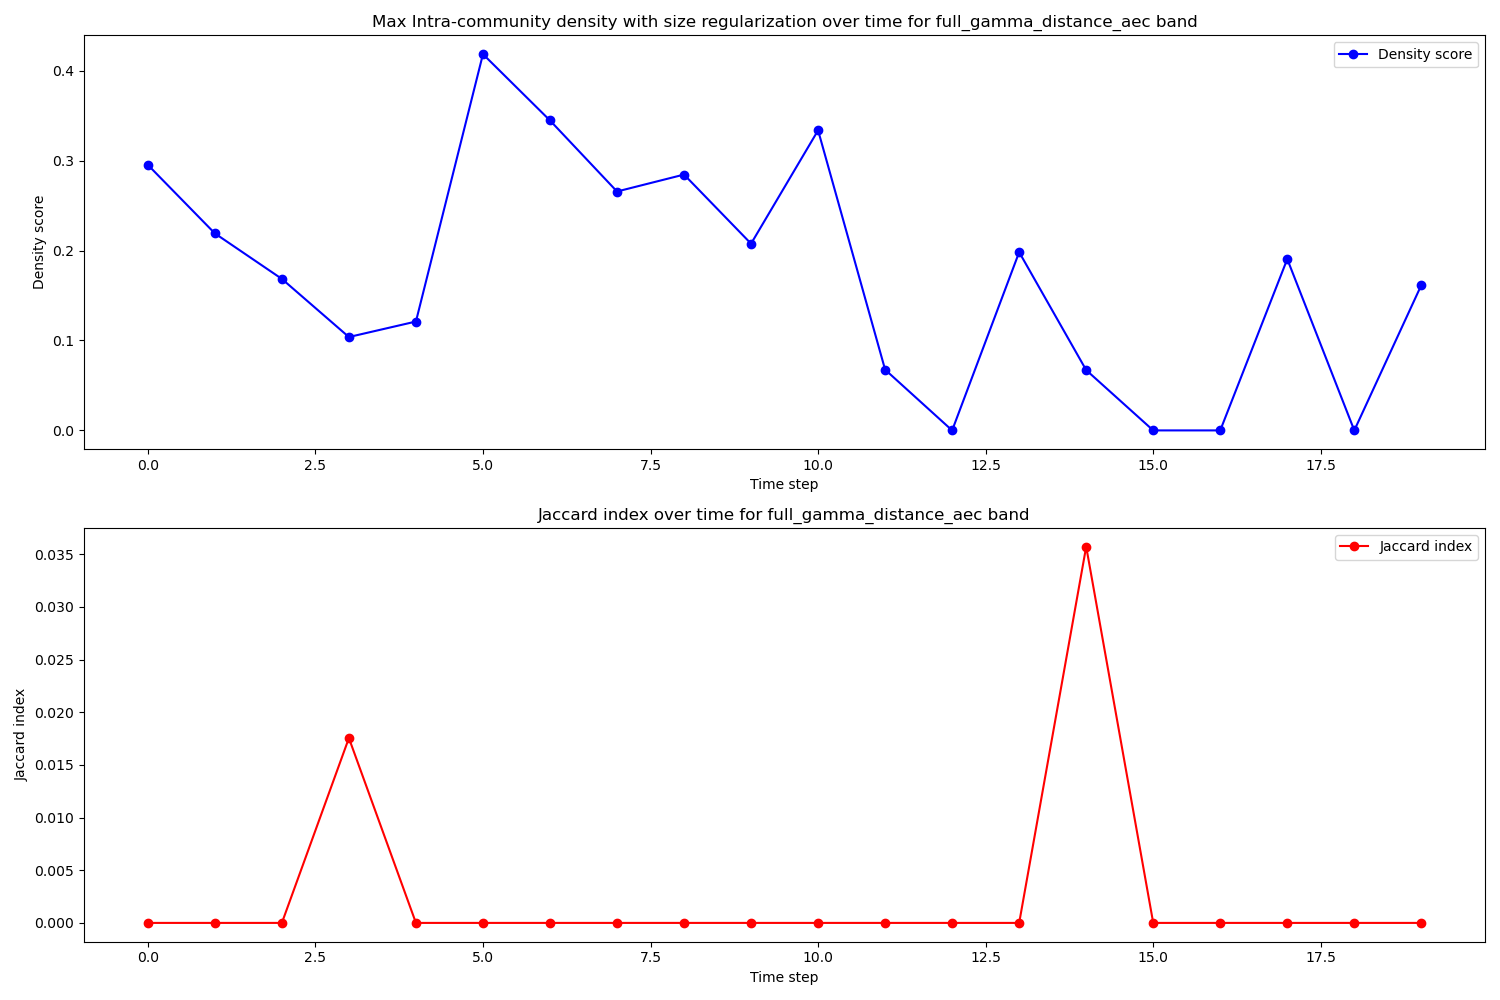 Max Intra-community density with size regularization over time for full_gamma_distance_aec band
Density score
0.4
0.3
0.2
0.1
0.0
Density score
0.0 2.5 5.0 7.5 10.0 12.5 15.0 17.5
Time step
Jaccard index over time for full_gamma_distance_aec band
Jaccard index
0.035
0.030
0.025
0.020
0.015
0.010
0.005
0.000
Jaccard index
0.0 2.5 5.0 7.5 10.0 12.5 15.0 17.5
Time step